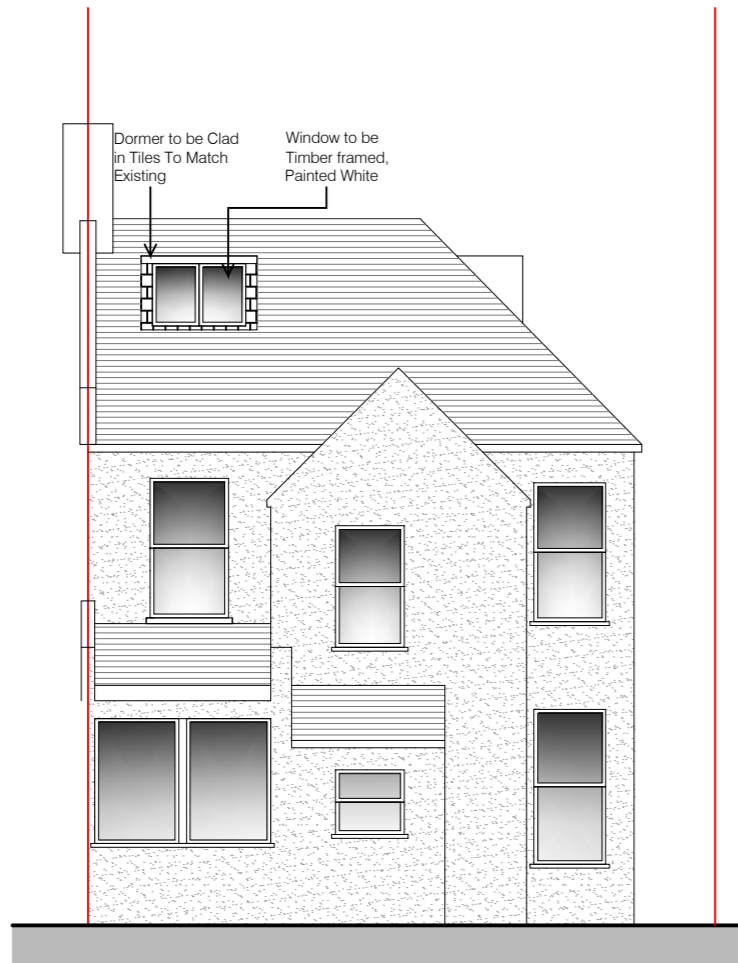 Dormer to be Clad
in Tiles To Match
Existing
Window to be
Timber framed,
Painted White